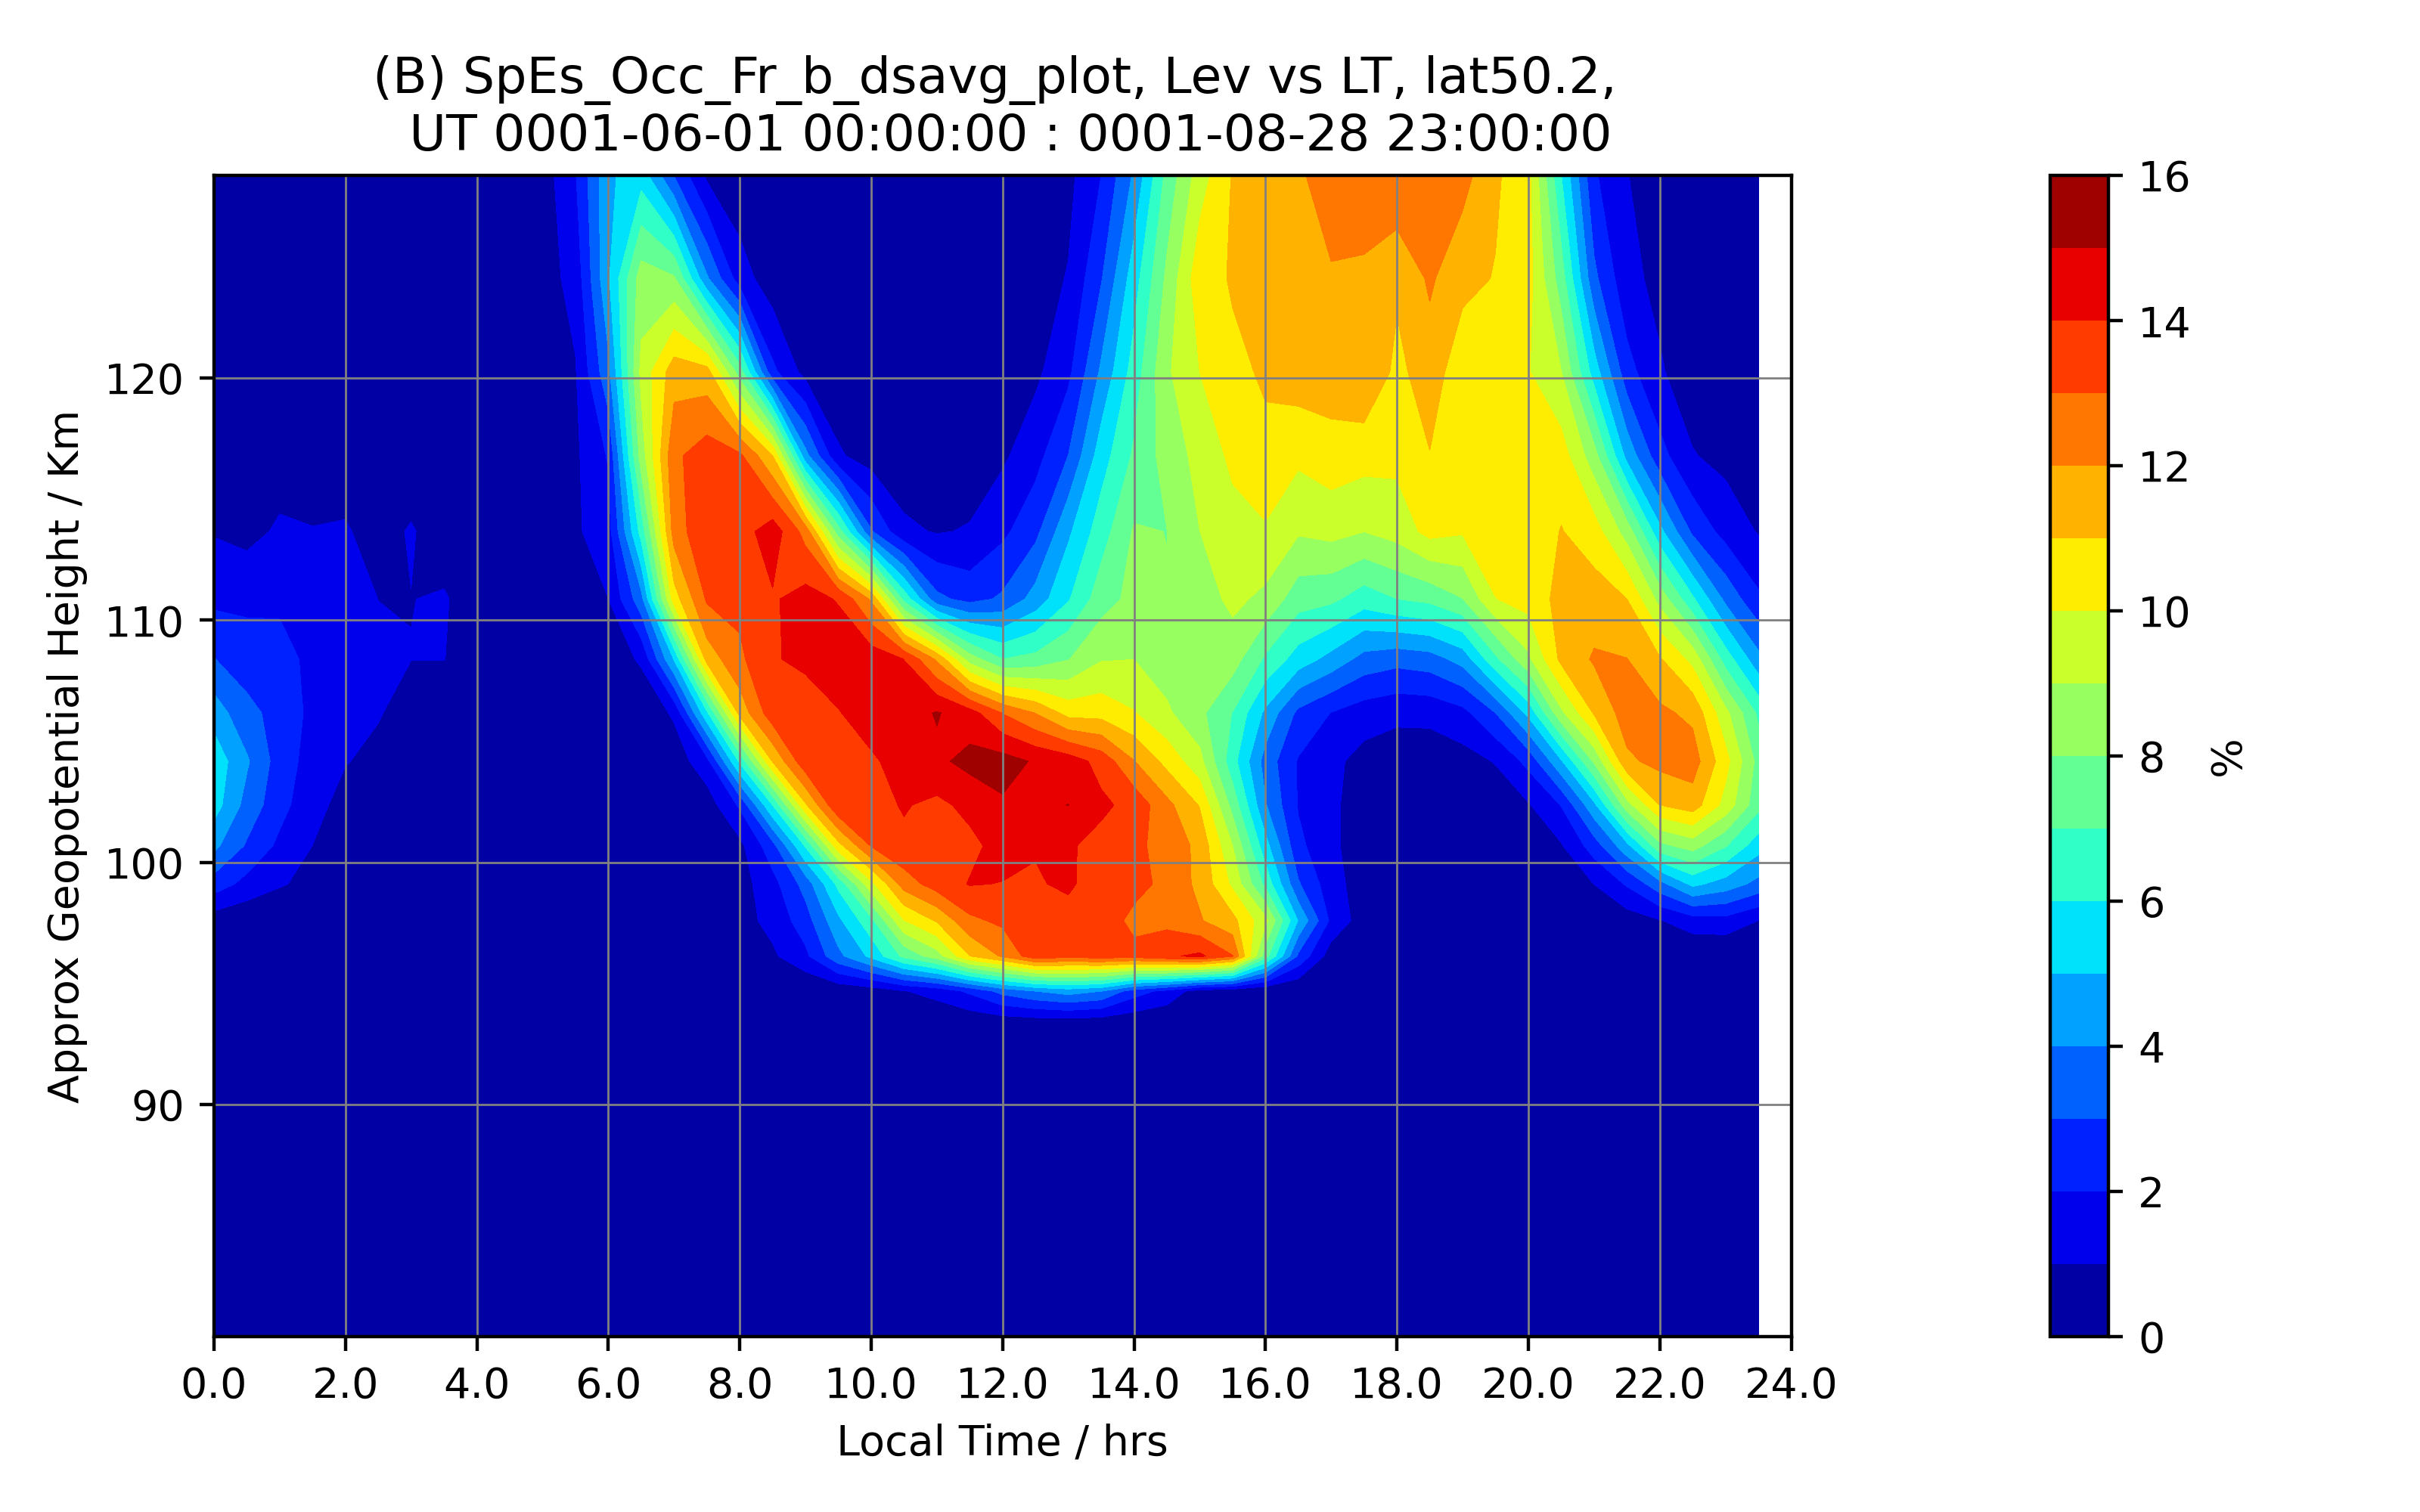 (B) SpEs_Occ_Fr_b_dsavg_plot, Lev vs LT, lat50.2,
UT 0001-06-01 00:00:00 : 0001-08-28 23:00:00
Approx Geopotential Height / Km
120
110
100
90
0.0 2.0 4.0 6.0 8.0 10.0 12.0 14.0 16.0 18.0 20.0 22.0 24.0
Local Time / hrs
16
14
12
10
8
6
4
2
0
%